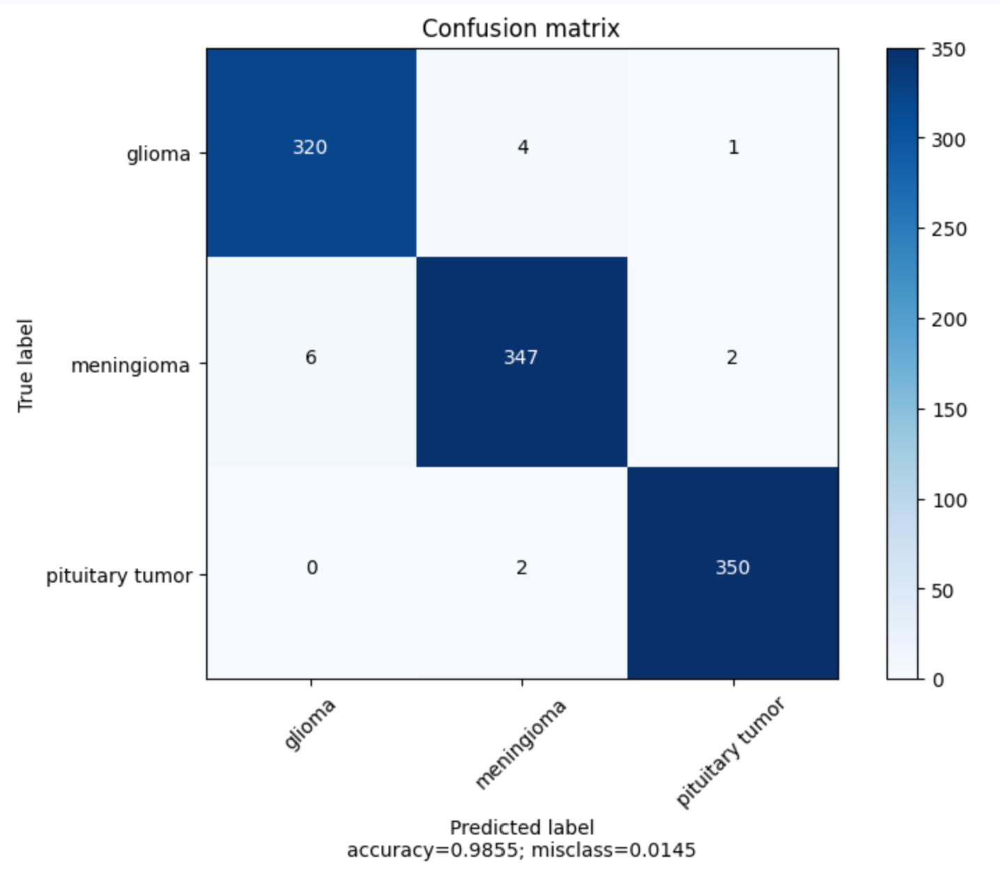 Confusion matrix
True label
glioma
320 4 1
meningioma
6 347 2
pituitary tumor
0 2 350
glioma
meningioma
pituitary tumor
Predicted label
accuracy=0.9855; misclass=0.0145
350
300
250
200
150
100
50
0